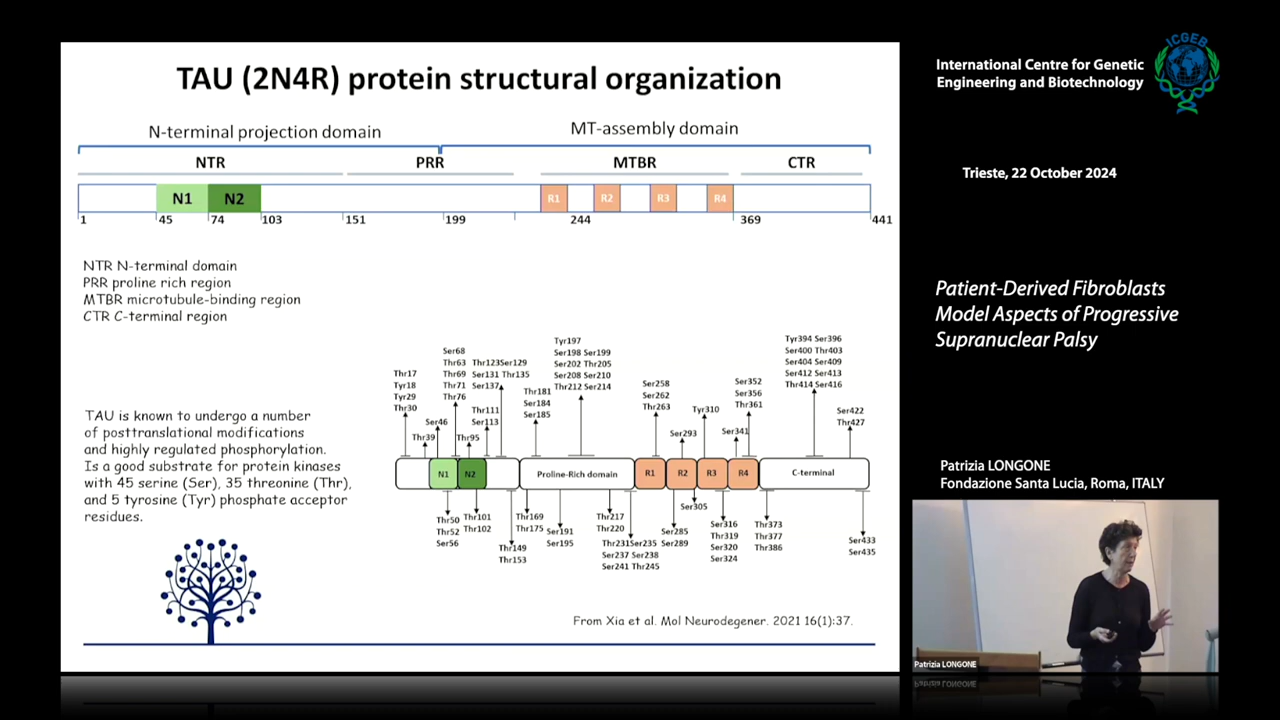 TAU (2N4R) protein structural organization
N-terminal projection domain
MT-assembly domain
NTR
PRR
MTBR
CTR
N1
N2
R1
R2
R3
R4
1
45
74
103
151
199
244
369
441
NTR N-terminal domain
PRR proline rich region
MTBR microtubule-binding region
CTR C-terminal region
TAU is known to undergo a number
of posttranslational modifications
and highly regulated phosphorylation.
Is a good substrate for protein kinases
with 45 serine (Ser), 35 threonine (Thr),
and 5 tyrosine (Tyr) phosphate acceptor
residues.
Thr17
Tyr18
Tyr29
Thr30
Thr39
Ser46
Ser68
Thr63
Thr69
Thr71
Thr76
Thr95
Thr111
Ser113
Thr123Ser129
Ser131 Thr135
Ser137
Thr181
Ser184
Ser185
Tyr197
Ser198 Ser199
Ser202 Thr205
Ser208 Ser210
Thr212 Ser214
Ser258
Ser262
Thr263
Ser293
Tyr310
Ser341
Ser352
Ser356
Thr361
Tyr394 Ser396
Ser400 Thr403
Ser404 Ser409
Ser412 Ser413
Thr414 Ser416
Ser422
Thr427
N1
N2
Proline-Rich domain
R1
R2
R3
R4
C-terminal
Thr50
Thr52
Ser56
Thr101
Thr102
Thr149
Thr153
Thr169
Thr175
Ser191
Ser195
Thr217
Thr220
Thr231Ser235
Ser237 Ser238
Ser241 Thr245
Ser285
Ser289
Ser305
Ser316
Thr319
Ser320
Ser324
Thr373
Thr377
Thr386
Ser433
Ser435
From Xia et al. Mol Neurodegener. 2021 16(1):37.
ICGEB
International Centre for Genetic
Engineering and Biotechnology
Trieste, 22 October 2024
Patient-Derived Fibroblasts
Model Aspects of Progressive
Supranuclear Palsy
Patrizia LONGONE
Fondazione Santa Lucia, Roma, ITALY
Patrizia LONGONE